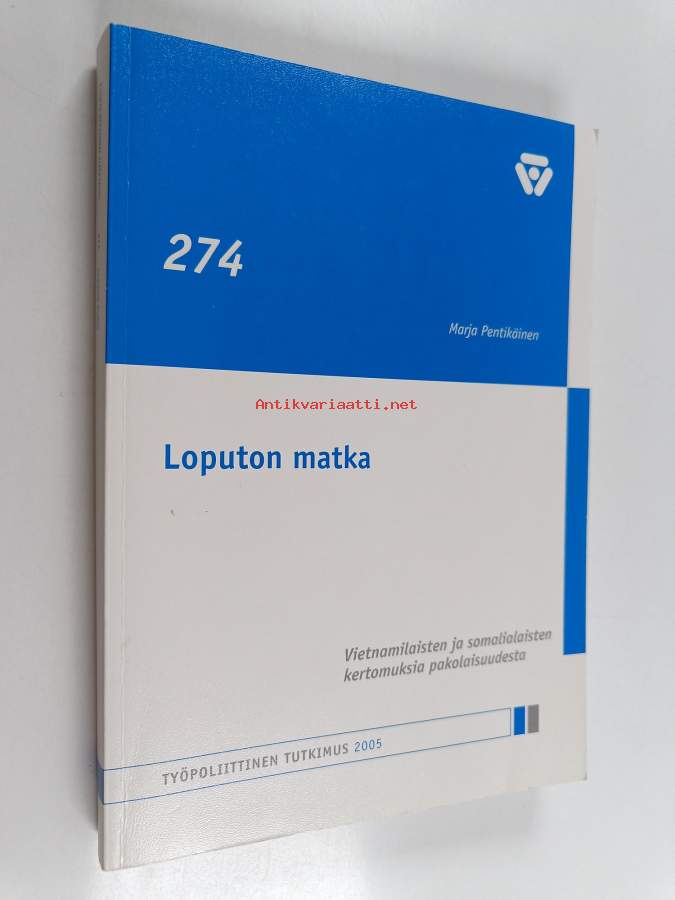 274
Marja Pentikäinen
Antikvariaatti.net
Loputon matka
Vietnamilaisten ja somalialaisten
kertomuksia pakolaisuudesta
TYÖPOLIITTINEN TUTKIMUS 2005